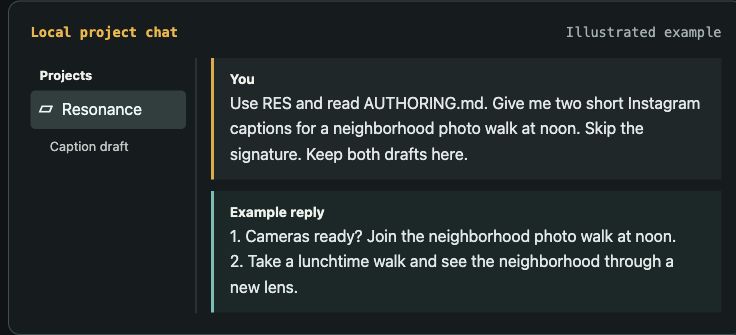 Local project chat
Illustrated example
Projects
Resonance
Caption draft
You
Use RES and read AUTHORING.md. Give me two short Instagram
captions for a neighborhood photo walk at noon. Skip the
signature. Keep both drafts here.
Example reply
1. Cameras ready? Join the neighborhood photo walk at noon.
2. Take a lunchtime walk and see the neighborhood through a
new lens.